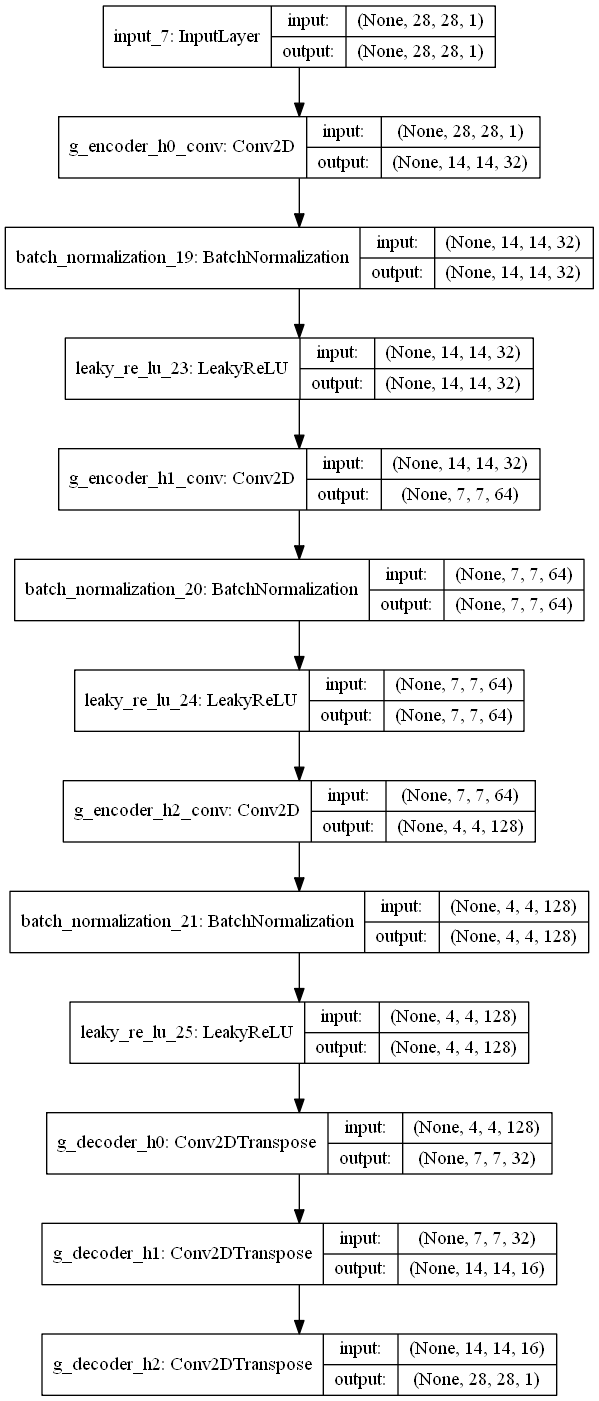 input_7: InputLayer
input: (None, 28, 28, 1)
output: (None, 28, 28, 1)
g_encoder_h0_conv: Conv2D
input: (None, 28, 28, 1)
output: (None, 14, 14, 32)
batch_normalization_19: BatchNormalization
input: (None, 14, 14, 32)
output: (None, 14, 14, 32)
leaky_re_lu_23: LeakyReLU
input: (None, 14, 14, 32)
output: (None, 14, 14, 32)
g_encoder_h1_conv: Conv2D
input: (None, 14, 14, 32)
output: (None, 7, 7, 64)
batch_normalization_20: BatchNormalization
input: (None, 7, 7, 64)
output: (None, 7, 7, 64)
leaky_re_lu_24: LeakyReLU
input: (None, 7, 7, 64)
output: (None, 7, 7, 64)
g_encoder_h2_conv: Conv2D
input: (None, 7, 7, 64)
output: (None, 4, 4, 128)
batch_normalization_21: BatchNormalization
input: (None, 4, 4, 128)
output: (None, 4, 4, 128)
leaky_re_lu_25: LeakyReLU
input: (None, 4, 4, 128)
output: (None, 4, 4, 128)
g_decoder_h0: Conv2DTranspose
input: (None, 4, 4, 128)
output: (None, 7, 7, 32)
g_decoder_h1: Conv2DTranspose
input: (None, 7, 7, 32)
output: (None, 14, 14, 16)
g_decoder_h2: Conv2DTranspose
input: (None, 14, 14, 16)
output: (None, 28, 28, 1)